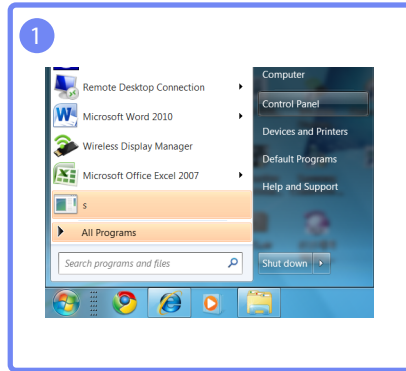 1
Remote Desktop Connection
Microsoft Word 2010
Wireless Display Manager
Microsoft Office Excel 2007
s
All Programs
Search programs and files
Computer
Control Panel
Devices and Printers
Default Programs
Help and Support
Shut down